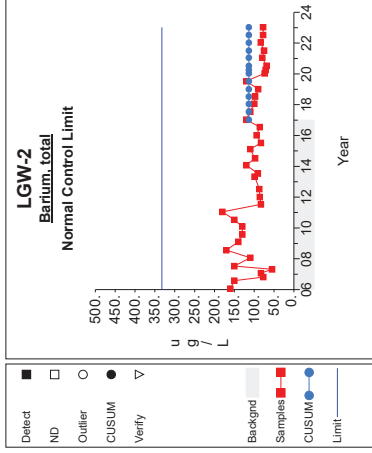 LGW-2
Barium, total
Normal Control Limit
500.
450.
400.
350.
300.
250.
200.
150.
100.
50.
0.
u g / L
06 08 10 12 14 16 18 20 22 24
Year
Detect
ND
Outlier
CUSUM
Verify
Backgnd
Samples
CUSUM
Limit